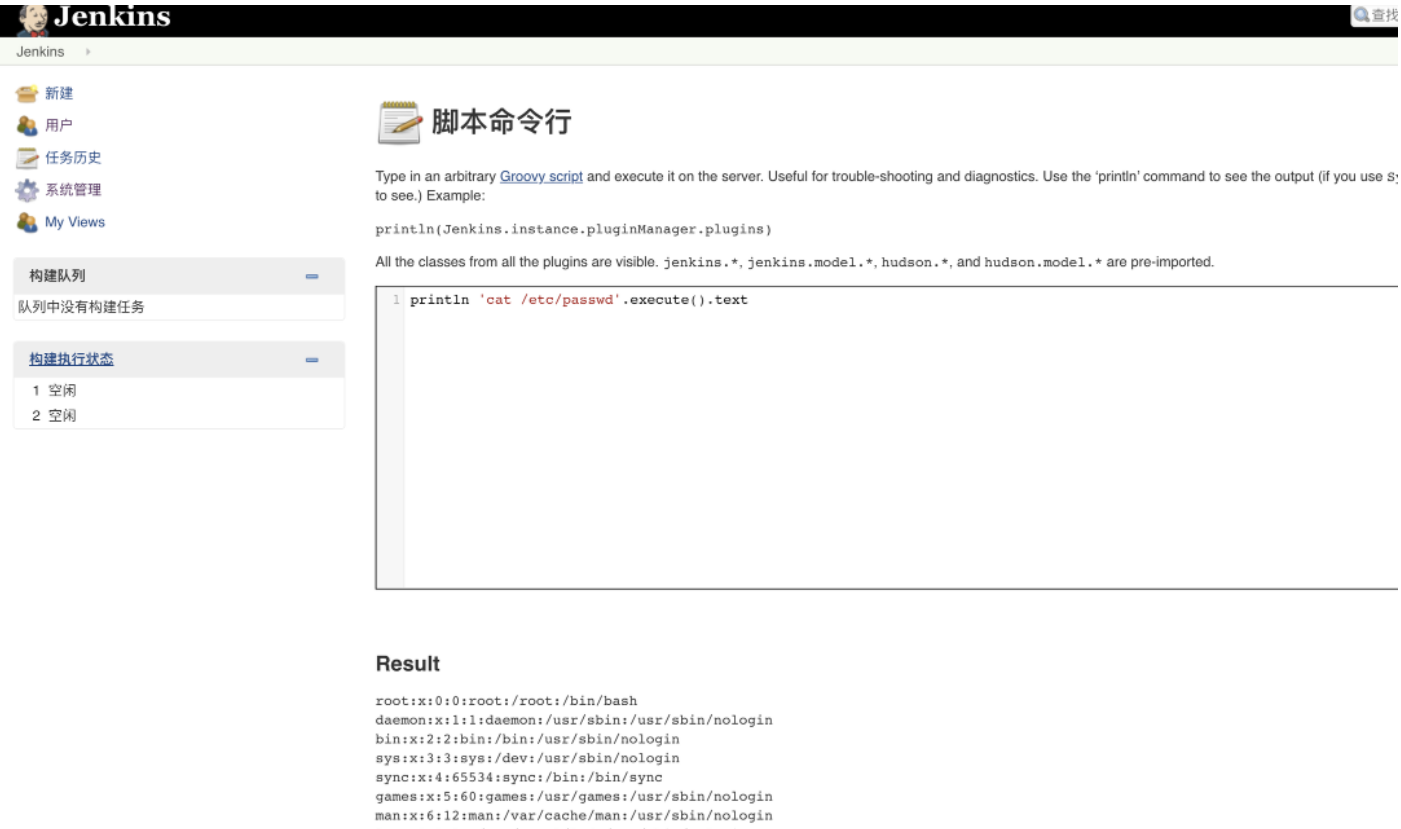 Jenkins
查找
Jenkins
新建
用户
任务历史
系统管理
My Views
构建队列
队列中没有构建任务
构建执行状态
1 空闲
2 空闲
脚本命令行
Type in an arbitrary Groovy script and execute it on the server. Useful for trouble-shooting and diagnostics. Use the ‘println’ command to see the output (if you use
to see.) Example:
println(Jenkins.instance.pluginManager.plugins)
All the classes from all the plugins are visible. jenkins.*, jenkins.model.*, hudson.*, and hudson.model.* are pre-imported.
1 println 'cat /etc/passwd'.execute().text
Result
root:x:0:0:root:/root:/bin/bash
daemon:x:1:1:daemon:/usr/sbin:/usr/sbin/nologin
bin:x:2:2:bin:/bin:/usr/sbin/nologin
sys:x:3:3:sys:/dev:/usr/sbin/nologin
sync:x:4:65534:sync:/bin:/bin/sync
games:x:5:60:games:/usr/games:/usr/sbin/nologin
man:x:6:12:man:/var/cache/man:/usr/sbin/nologin